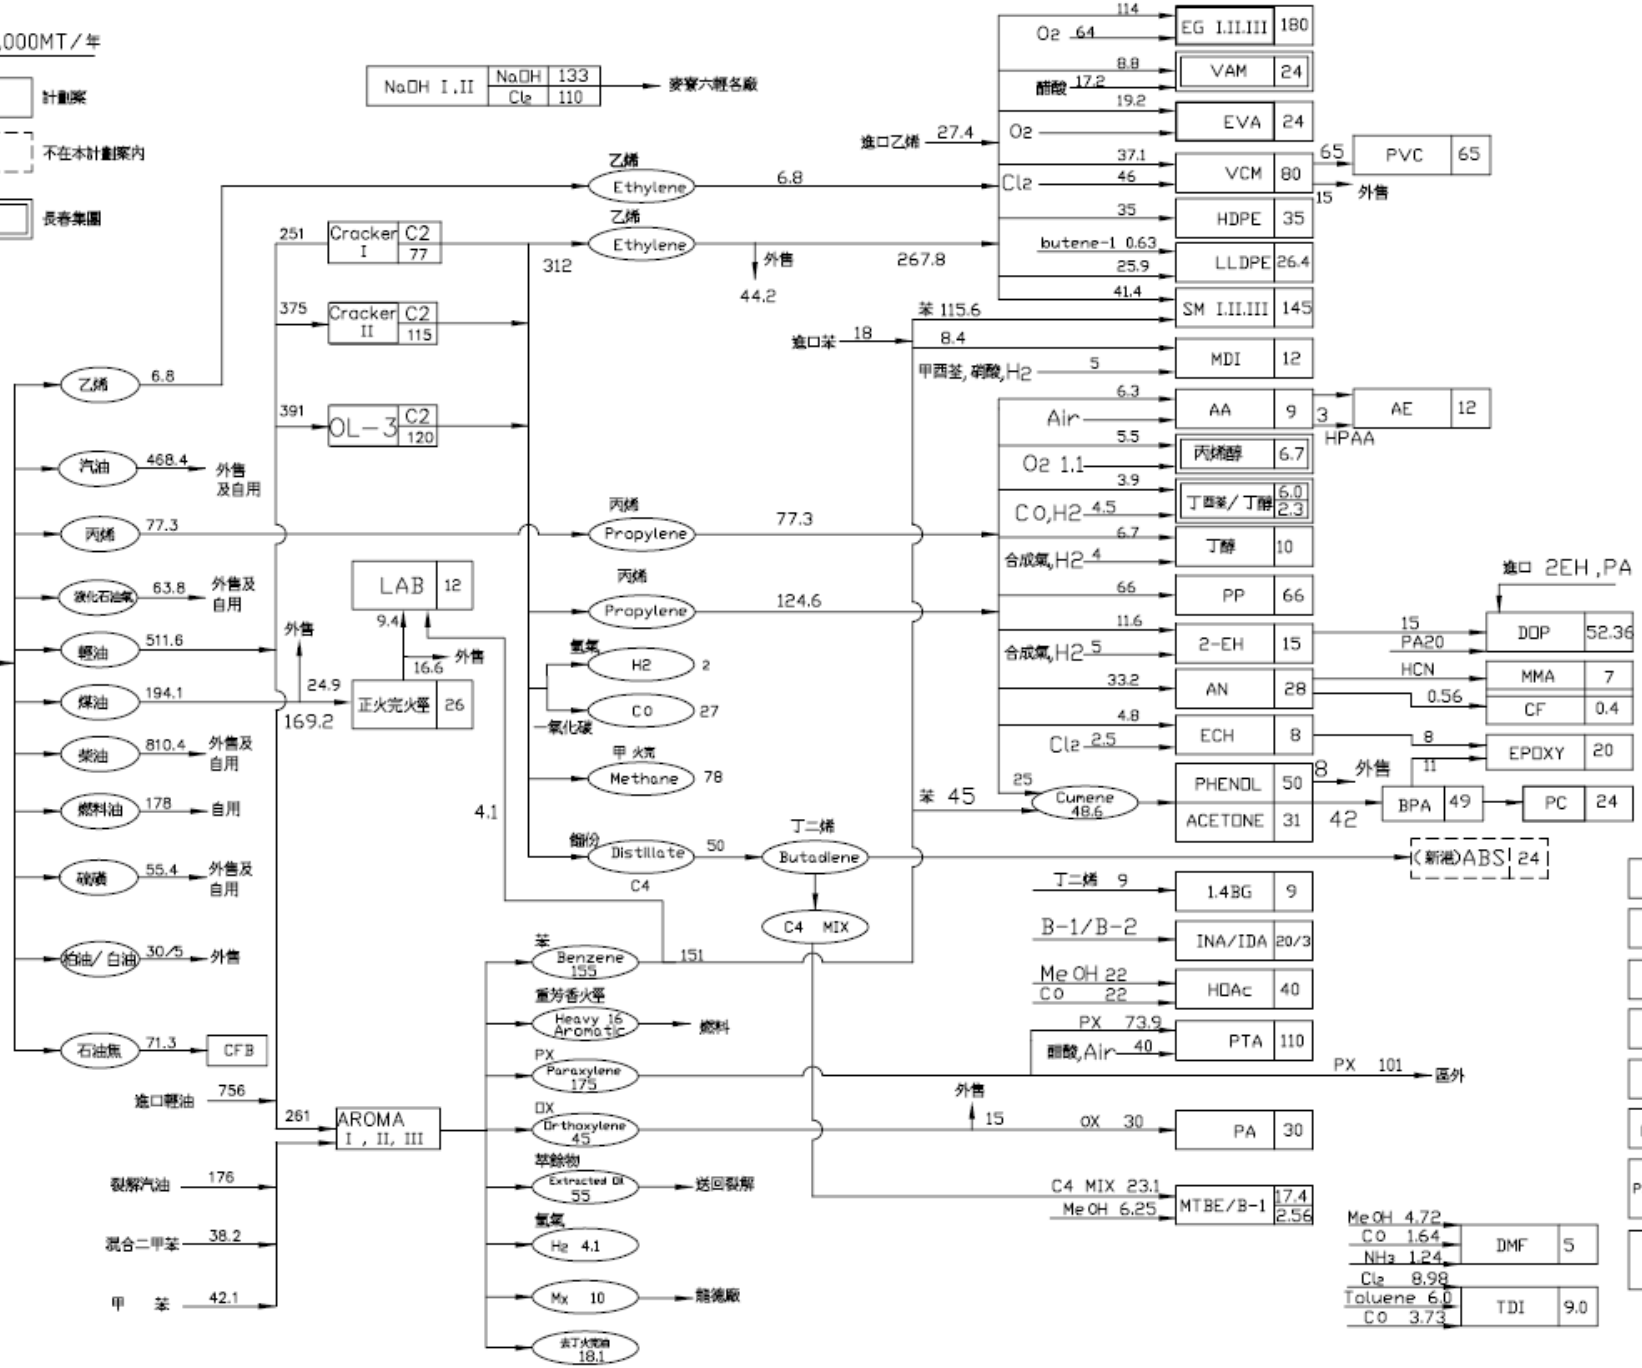 000MT/年
計劃案
不在本計劃案內
長春集團
NaOH I.II
NaOH 133
Cl2 110
麥寮六輕各廠
乙烯
6.8
汽油
468.4
外售
及自用
丙烯
77.3
液化石油氣
63.8
外售及
自用
輕油
511.6
煤油
194.1
柴油
810.4
外售及
自用
燃料油
178
自用
硫磺
55.4
外售及
自用
柏油/白油
30/5
外售
石油焦
71.3
CFB
進口輕油
756
裂解汽油
176
混合二甲苯
38.2
甲 苯
42.1
251
Cracker I
C2
77
375
Cracker II
C2
115
391
OL-3
C2
120
312
外售
24.9
169.2
正火完火壆
26
LAB
12
9.4
16.6
外售
4.1
261
AROMA
I , II, III
乙烯
Ethylene
6.8
乙烯
Ethylene
外售
44.2
267.8
進口乙烯
27.4
丙烯
Propylene
77.3
丙烯
Propylene
124.6
氫氣
H2
2
CO
27
一氧化碳
甲 火完
Methane
78
餾份
Distillate
50
C4
丁二烯
Butadiene
C4 MIX
苯
Benzene
155
151
重芳香火壆
Heavy 16
Aromatic
燃料
PX
Paraxylene
175
OX
Orthoxylene
45
萃餘物
Extracted Oil
55
送回裂解
氫氣
H2 4.1
Mx 10
龍德廠
18.1
進口苯
18
苯 115.6
8.4
苯 45
114
O2 64
EG I.II.III
180
8.8
醋酸 17.2
VAM
24
19.2
O2
EVA
24
37.1
Cl2
46
VCM
80
65
PVC
65
15
外售
35
HDPE
35
butene-1 0.63
25.9
LLDPE
26.4
41.4
SM I.II.III
145
甲酉荃,硝酸,H2
5
MDI
12
6.3
Air
AA
9
3
HPAA
AE
12
5.5
O2 1.1
丙烯醇
6.7
3.9
CO,H2
4.5
丁酉荃/丁醇
6.0
2.3
6.7
合成氣,H2
4
丁醇
10
66
PP
66
11.6
合成氣,H2
5
2-EH
15
15
PA20
進口 2EH,PA
DOP
52.36
33.2
AN
28
HCN
MMA
7
0.56
CF
0.4
4.8
Cl2 2.5
ECH
8
8
EPOXY
20
11
25
Cumene
48.6
PHENOL
50
ACETONE
31
8
外售
42
BPA
49
PC
24
(新港)ABS
24
丁二烯 9
1.4BG
9
B-1/B-2
INA/IDA
20/3
MeOH 22
CO 22
HOAc
40
PX 73.9
醋酸,Air
40
PTA
110
PX 101
區外
外售
15
OX 30
PA
30
C4 MIX 23.1
MeOH 6.25
MTBE/B-1
17.4
2.56
MeOH 4.72
CO 1.64
NH3 1.24
DMF
5
Cl2 8.98
Toluene 6.0
CO 3.73
TDI
9.0